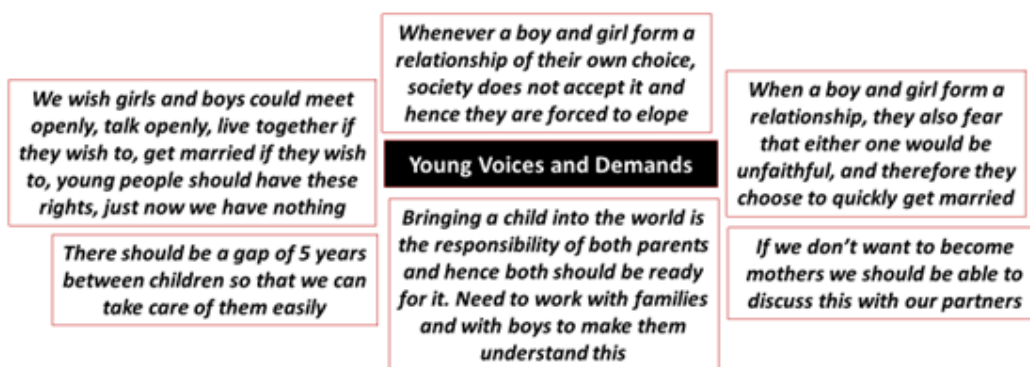 We wish girls and boys could meet
openly, talk openly, live together if
they wish to, get married if they wish
to, young people should have these
rights, just now we have nothing
There should be a gap of 5 years
between children so that we can
take care of them easily
Whenever a boy and girl form a
relationship of their own choice,
society does not accept it and
hence they are forced to elope
Young Voices and Demands
Bringing a child into the world is
the responsibility of both parents
and hence both should be ready
for it. Need to work with families
and with boys to make them
understand this
When a boy and girl form a
relationship, they also fear
that either one would be
unfaithful, and therefore they
choose to quickly get married
If we don't want to become
mothers we should be able to
discuss this with our partners